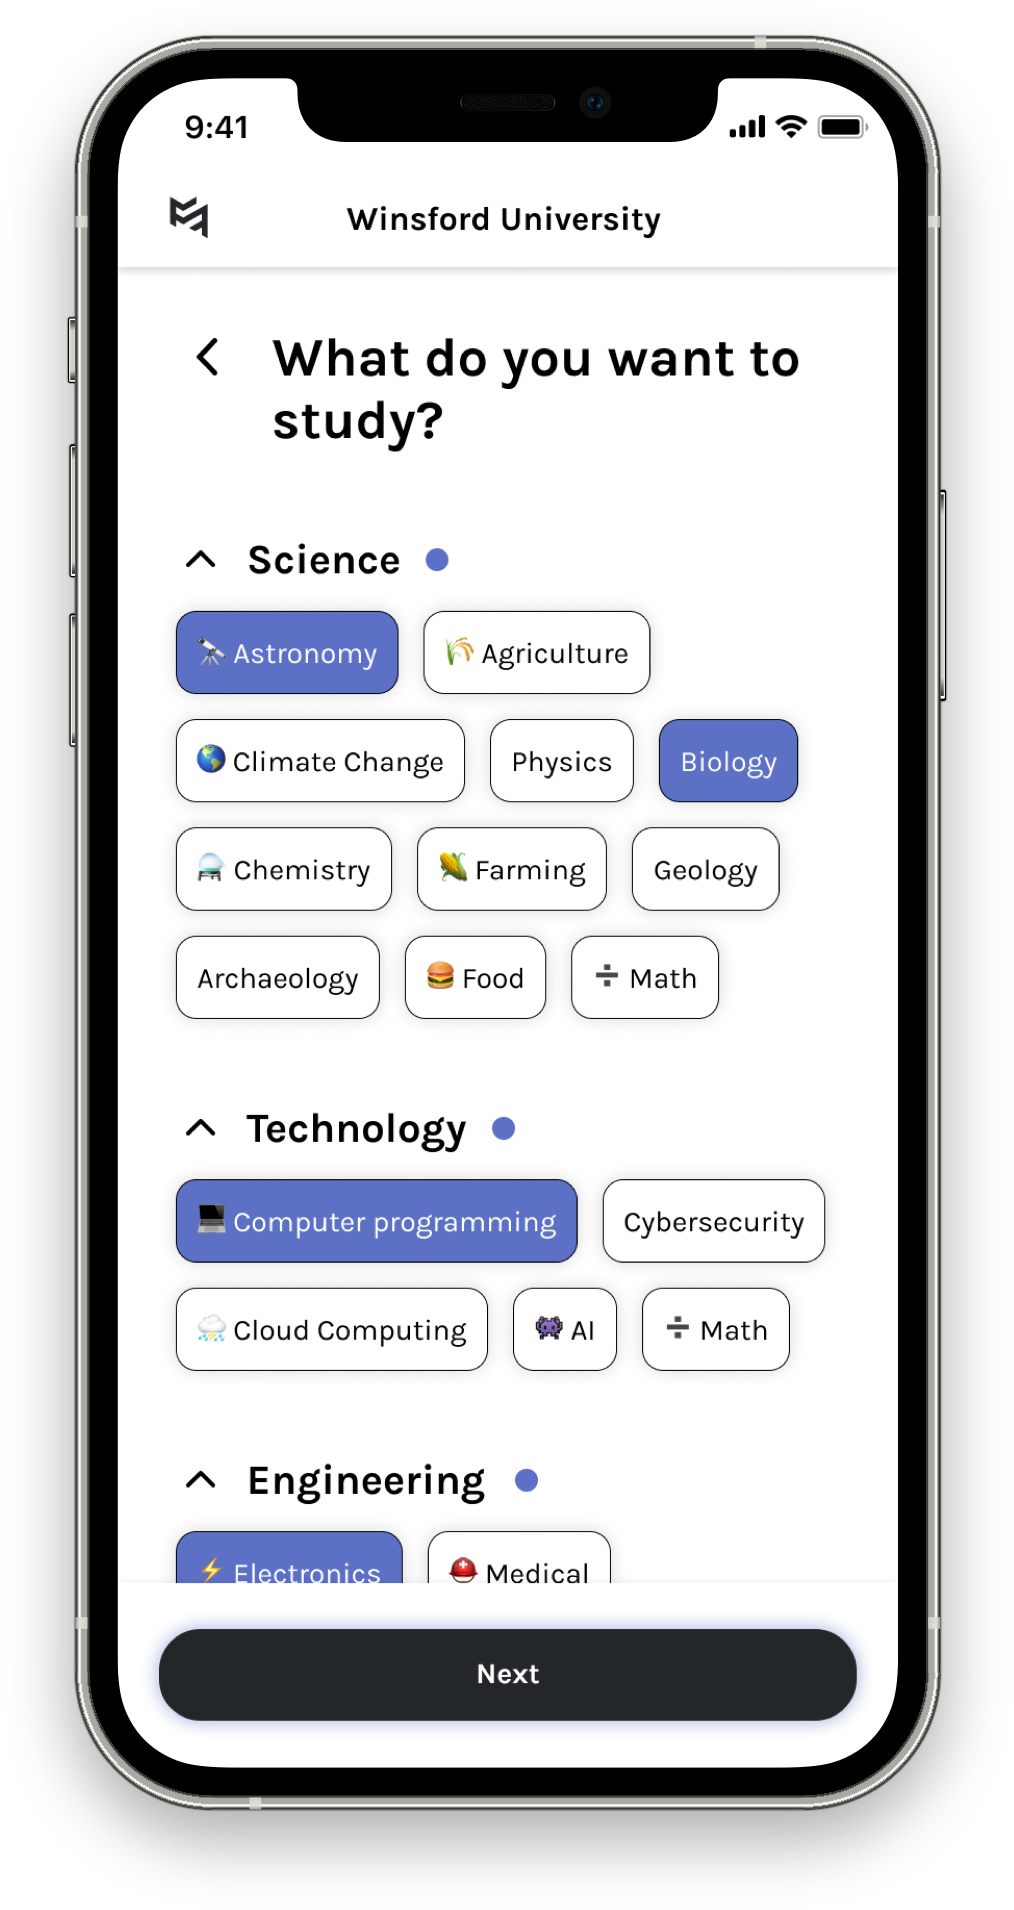 9:41
Winsford University
What do you want to
study?
Science
Astronomy
Agriculture
Climate Change
Physics
Biology
Chemistry
Farming
Geology
Archaeology
Food
Math
Technology
Computer programming
Cybersecurity
Cloud Computing
AI
Math
Engineering
Electronics
Medical
Next